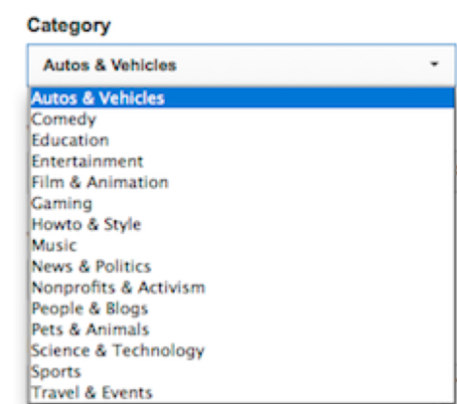 Category
Autos & Vehicles
Autos & Vehicles
Comedy
Education
Entertainment
Film & Animation
Gaming
Howto & Style
Music
News & Politics
Nonprofits & Activism
People & Blogs
Pets & Animals
Science & Technology
Sports
Travel & Events